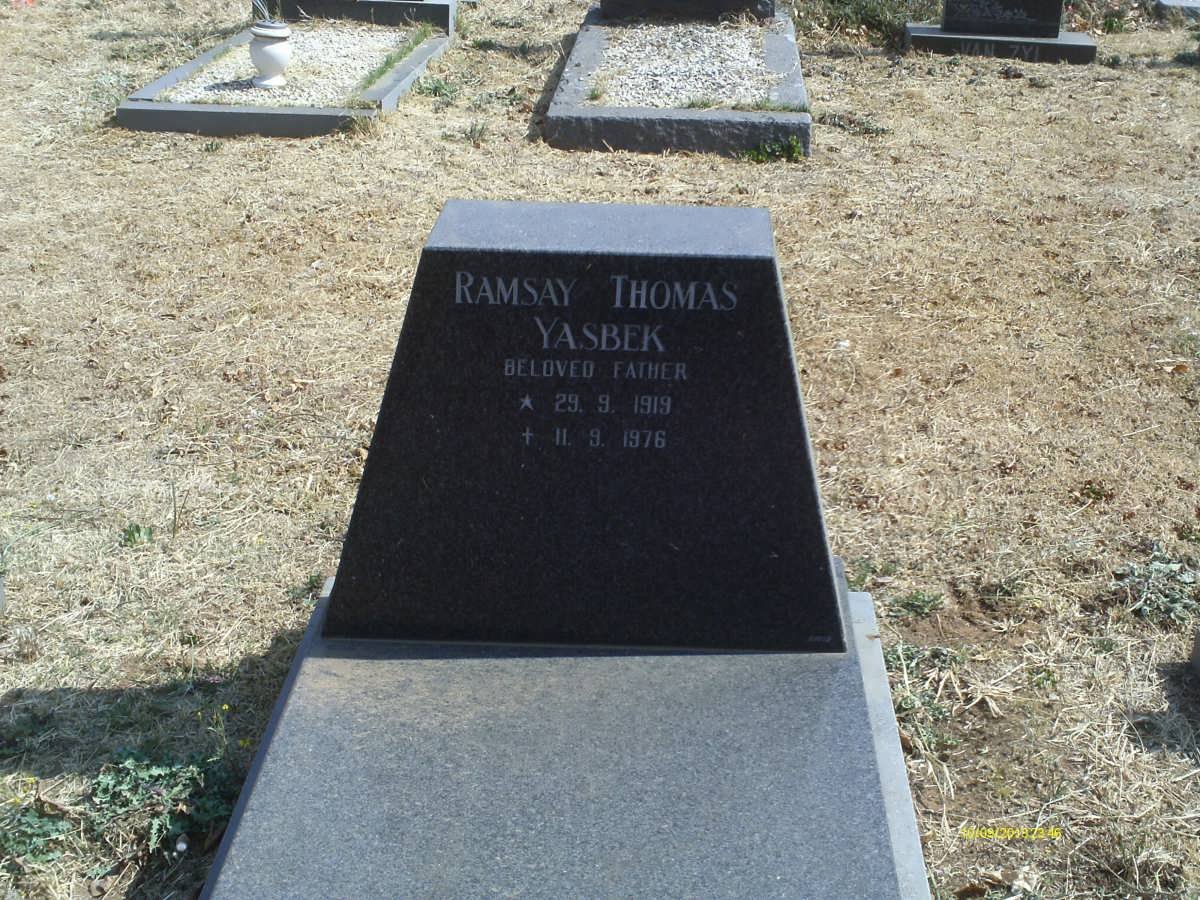 VAN ZYL
RAMSAY THOMAS
YASBEK
BELOVED FATHER
★ 29. 9. 1919
✝ 11. 9. 1976